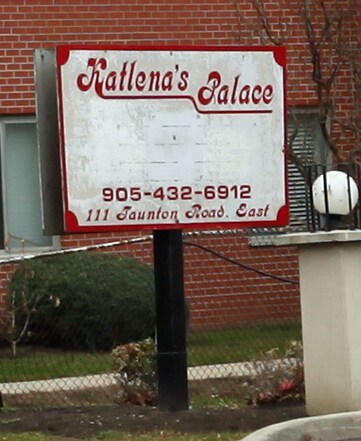 Katlena's Palace
905-432-6912
111 Taunton Road. East